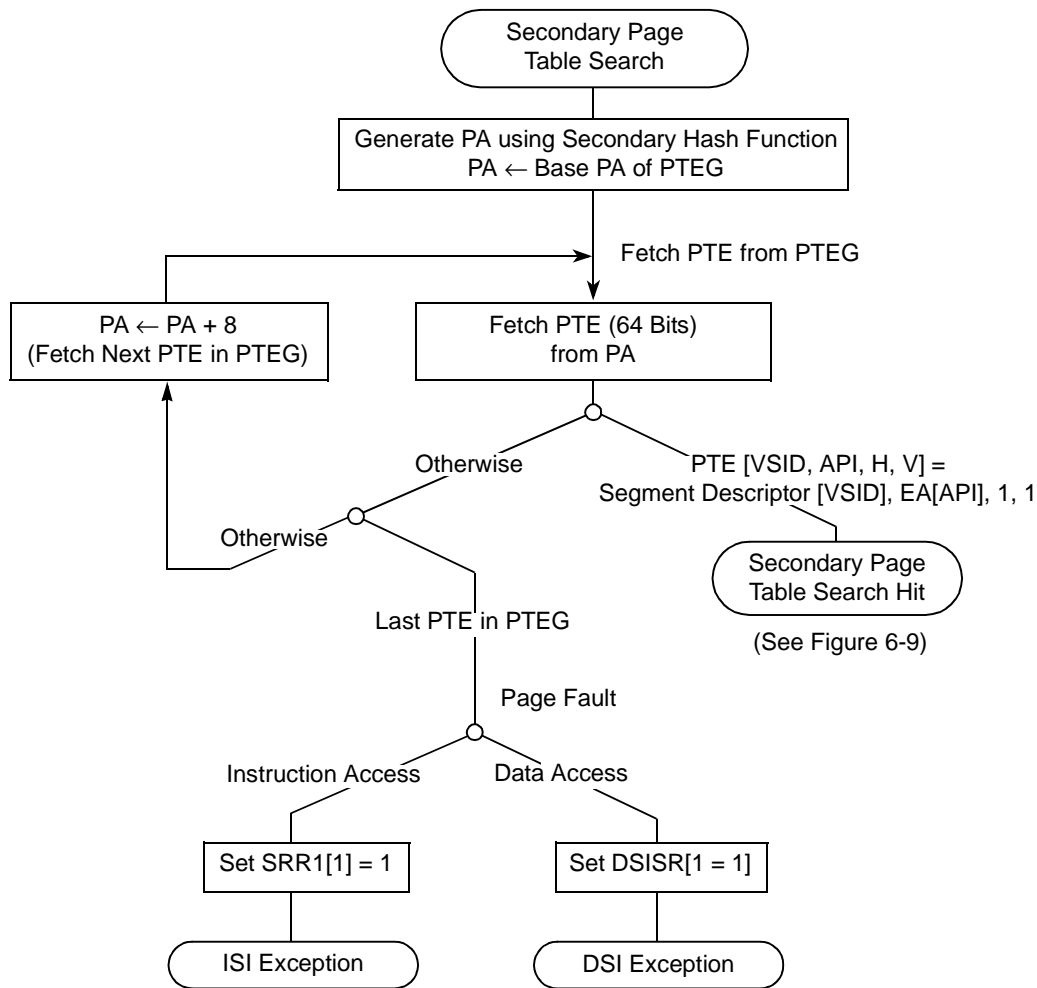 Secondary Page
Table Search
Generate PA using Secondary Hash Function
PA ← Base PA of PTEG
Fetch PTE from PTEG
PA ← PA + 8
(Fetch Next PTE in PTEG)
Fetch PTE (64 Bits)
from PA
Otherwise
PTE [VSID, API, H, V] =
Segment Descriptor [VSID], EA[API], 1, 1
Otherwise
Secondary Page
Table Search Hit
Last PTE in PTEG
(See Figure 6-9)
Page Fault
Instruction Access
Data Access
Set SRR1[1] = 1
Set DSISR[1 = 1]
ISI Exception
DSI Exception